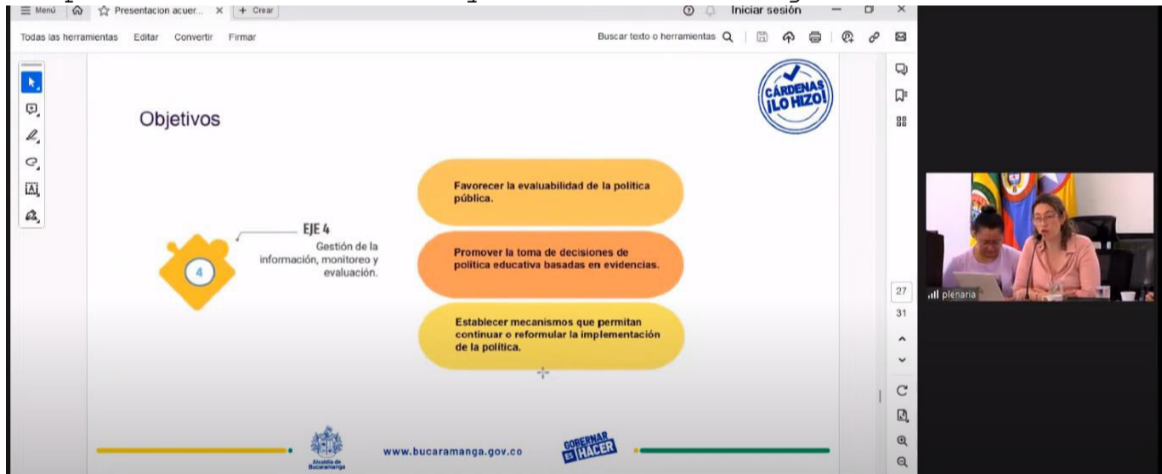 Menú
Presentacion acuer...
Crear
Iniciar sesión
Todas las herramientas Editar Convertir Firmar
Buscar texto o herramientas
CÁRDENAS
¡LO HIZO!
Objetivos
EJE 4
Gestión de la
información, monitoreo y
evaluación.
4
Favorecer la evaluabilidad de la política
pública.
Promover la toma de decisiones de
política educativa basadas en evidencias.
Establecer mecanismos que permitan
continuar o reformular la implementación
de la política.
27
31
plenaria
Alcaldía de
Bucaramanga
www.bucaramanga.gov.co
GOBERNAR
ES HACER